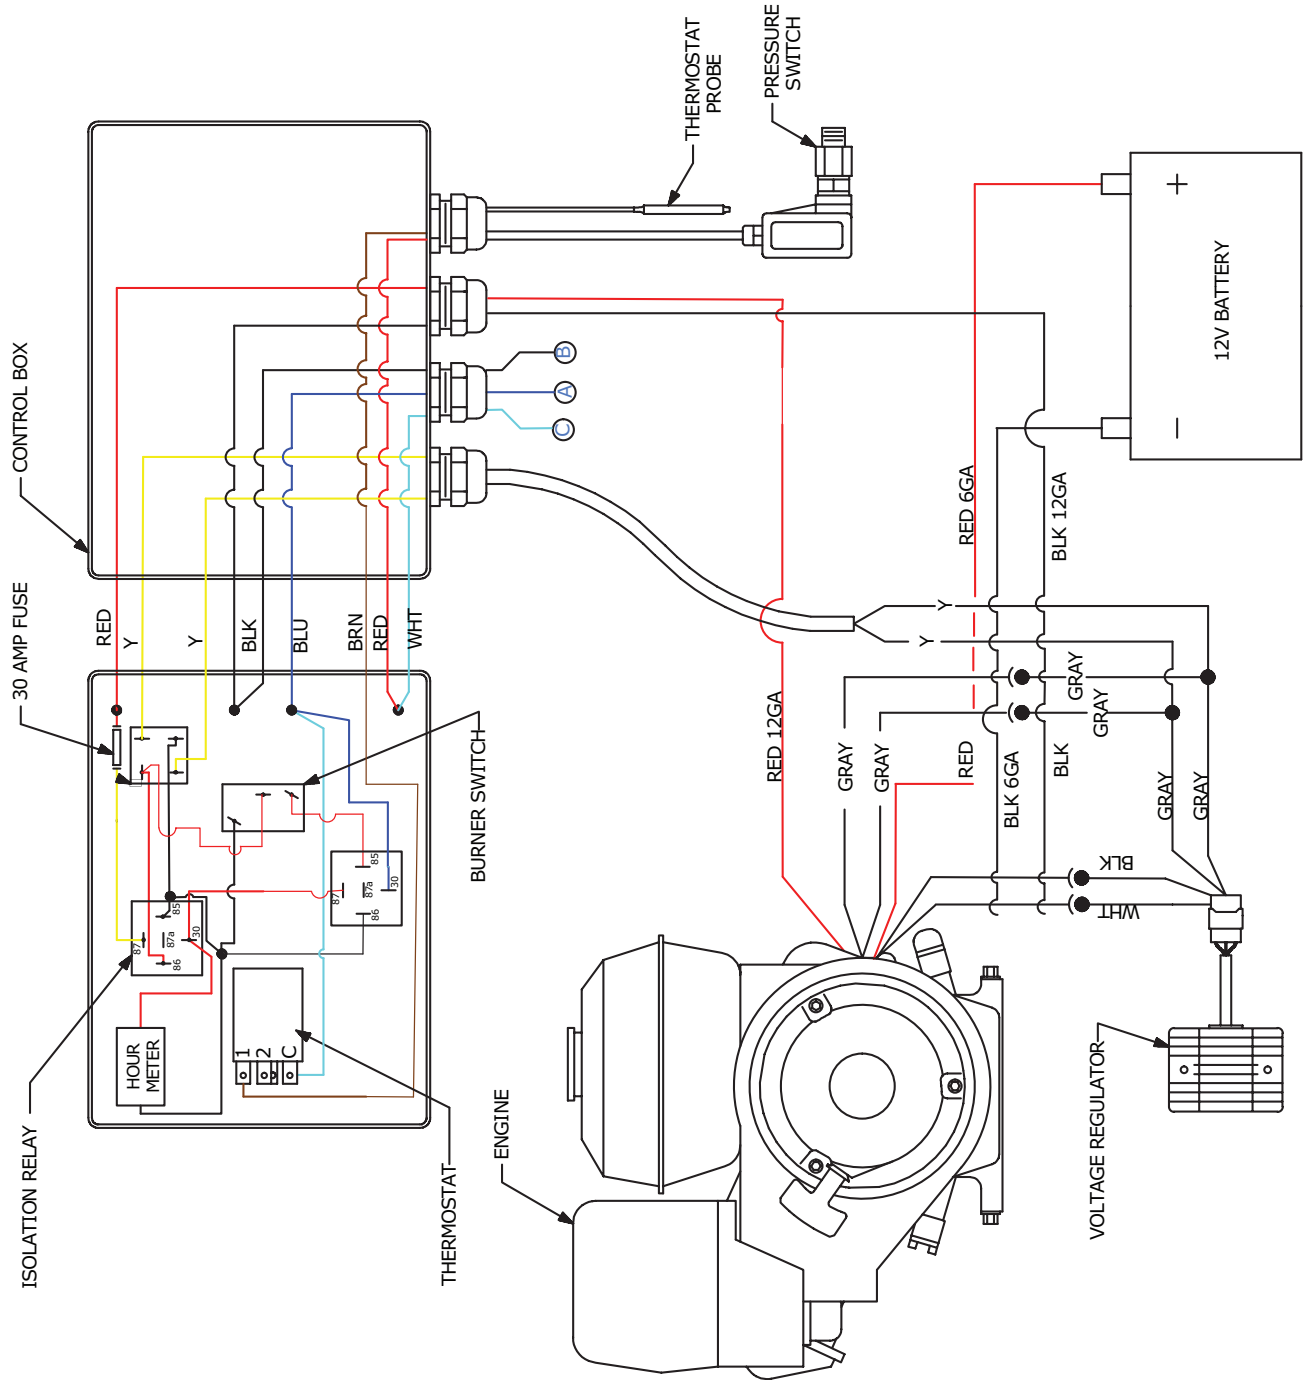 ISOLATION RELAY
30 AMP FUSE
CONTROL BOX
HOUR
METER
87
87a
30
85
86
1
2
C
THERMOSTAT
87
87a
30
85
86
BURNER SWITCH
RED
Y
Y
BLK
BLU
BRN
RED
WHT
C
A
B
THERMOSTAT
PROBE
PRESSURE
SWITCH
ENGINE
RED 12GA
GRAY
GRAY
RED
BLK 6GA
BLK
RED 6GA
BLK 12GA
Y
Y
GRAY
GRAY
GRAY
GRAY
BLK
WHT
VOLTAGE REGULATOR
12V BATTERY
+
−